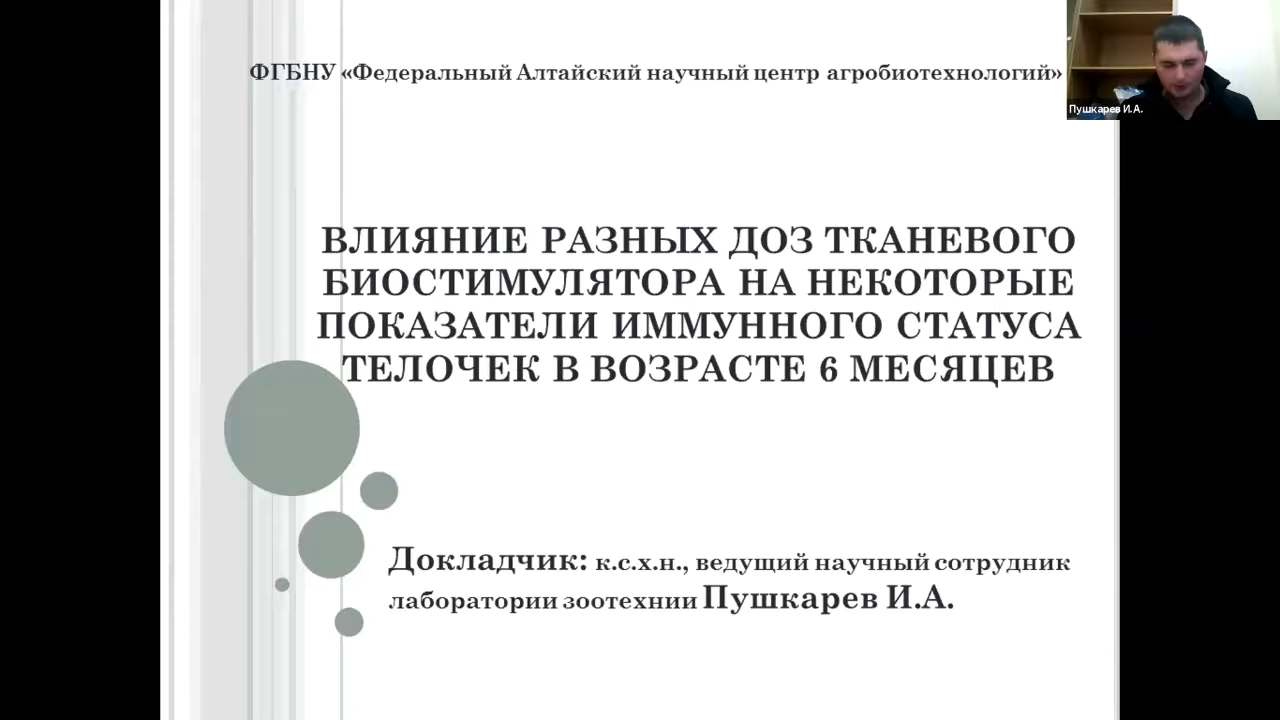 ФГБНУ «Федеральный Алтайский научный центр агробиотехнологий»
Пушкарев И.А.
ВЛИЯНИЕ РАЗНЫХ ДОЗ ТКАНЕВОГО
БИОСТИМУЛЯТОРА НА НЕКОТОРЫЕ
ПОКАЗАТЕЛИ ИММУННОГО СТАТУСА
ТЕЛОЧЕК В ВОЗРАСТЕ 6 МЕСЯЦЕВ
Докладчик: к.с.х.н., ведущий научный сотрудник
лаборатории зоотехнии Пушкарев И.А.